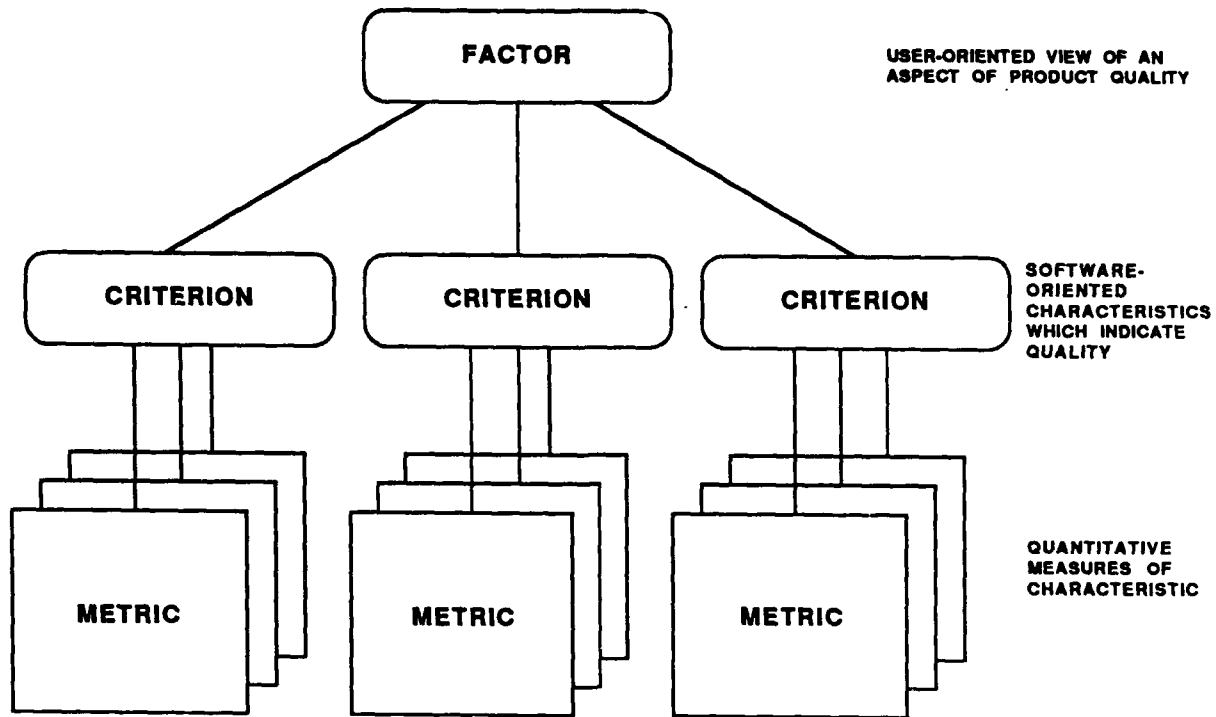 FACTOR
USER-ORIENTED VIEW OF AN
ASPECT OF PRODUCT QUALITY
CRITERION
CRITERION
CRITERION
SOFTWARE-
ORIENTED
CHARACTERISTICS
WHICH INDICATE
QUALITY
METRIC
METRIC
METRIC
QUANTITATIVE
MEASURES OF
CHARACTERISTIC